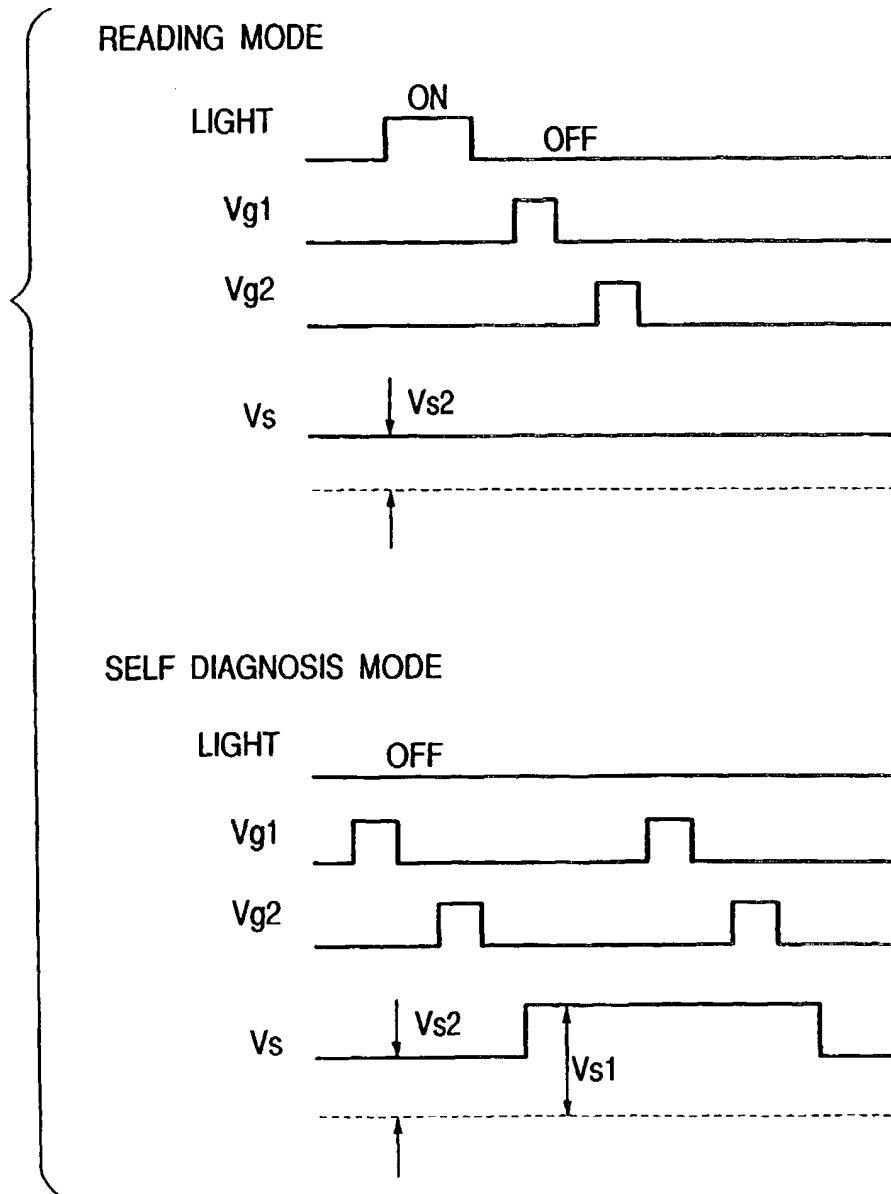 READING MODE
ON
LIGHT
OFF
Vg1
Vg2
Vs
Vs2
SELF DIAGNOSIS MODE
LIGHT
OFF
Vg1
Vg2
Vs2
Vs
Vs1